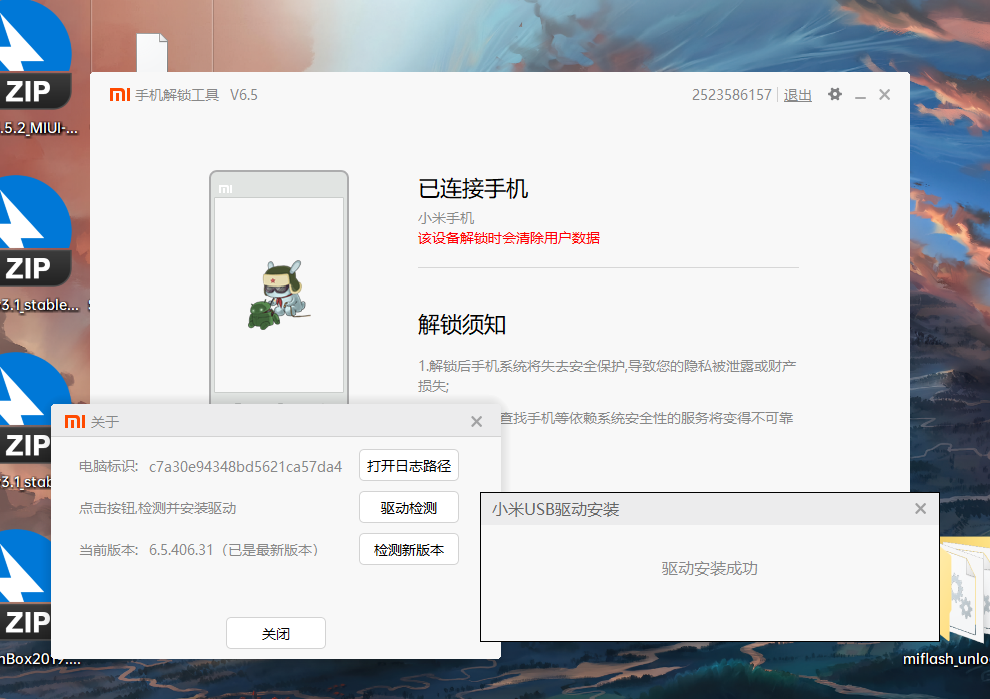 ZIP
.5.2_MIUI-...
ZIP
3.1_stable...
ZIP
3.1_stab
ZIP
nBox2019....
手机解锁工具 V6.5
2523586157 退出
mi
已连接手机
小米手机
该设备解锁时会清除用户数据
解锁须知
1.解锁后手机系统将失去安全保护,导致您的隐私被泄露或财产
损失;
查找手机等依赖系统安全性的服务将变得不可靠
关于
电脑标识: c7a30e94348bd5621ca57da4 打开日志路径
点击按钮,检测并安装驱动 驱动检测
当前版本: 6.5.406.31（已是最新版本） 检测新版本
关闭
小米USB驱动安装
驱动安装成功
miflash_unlo